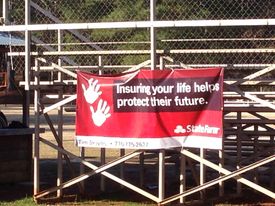 Insuring your life helps
protect their future.
State Farm